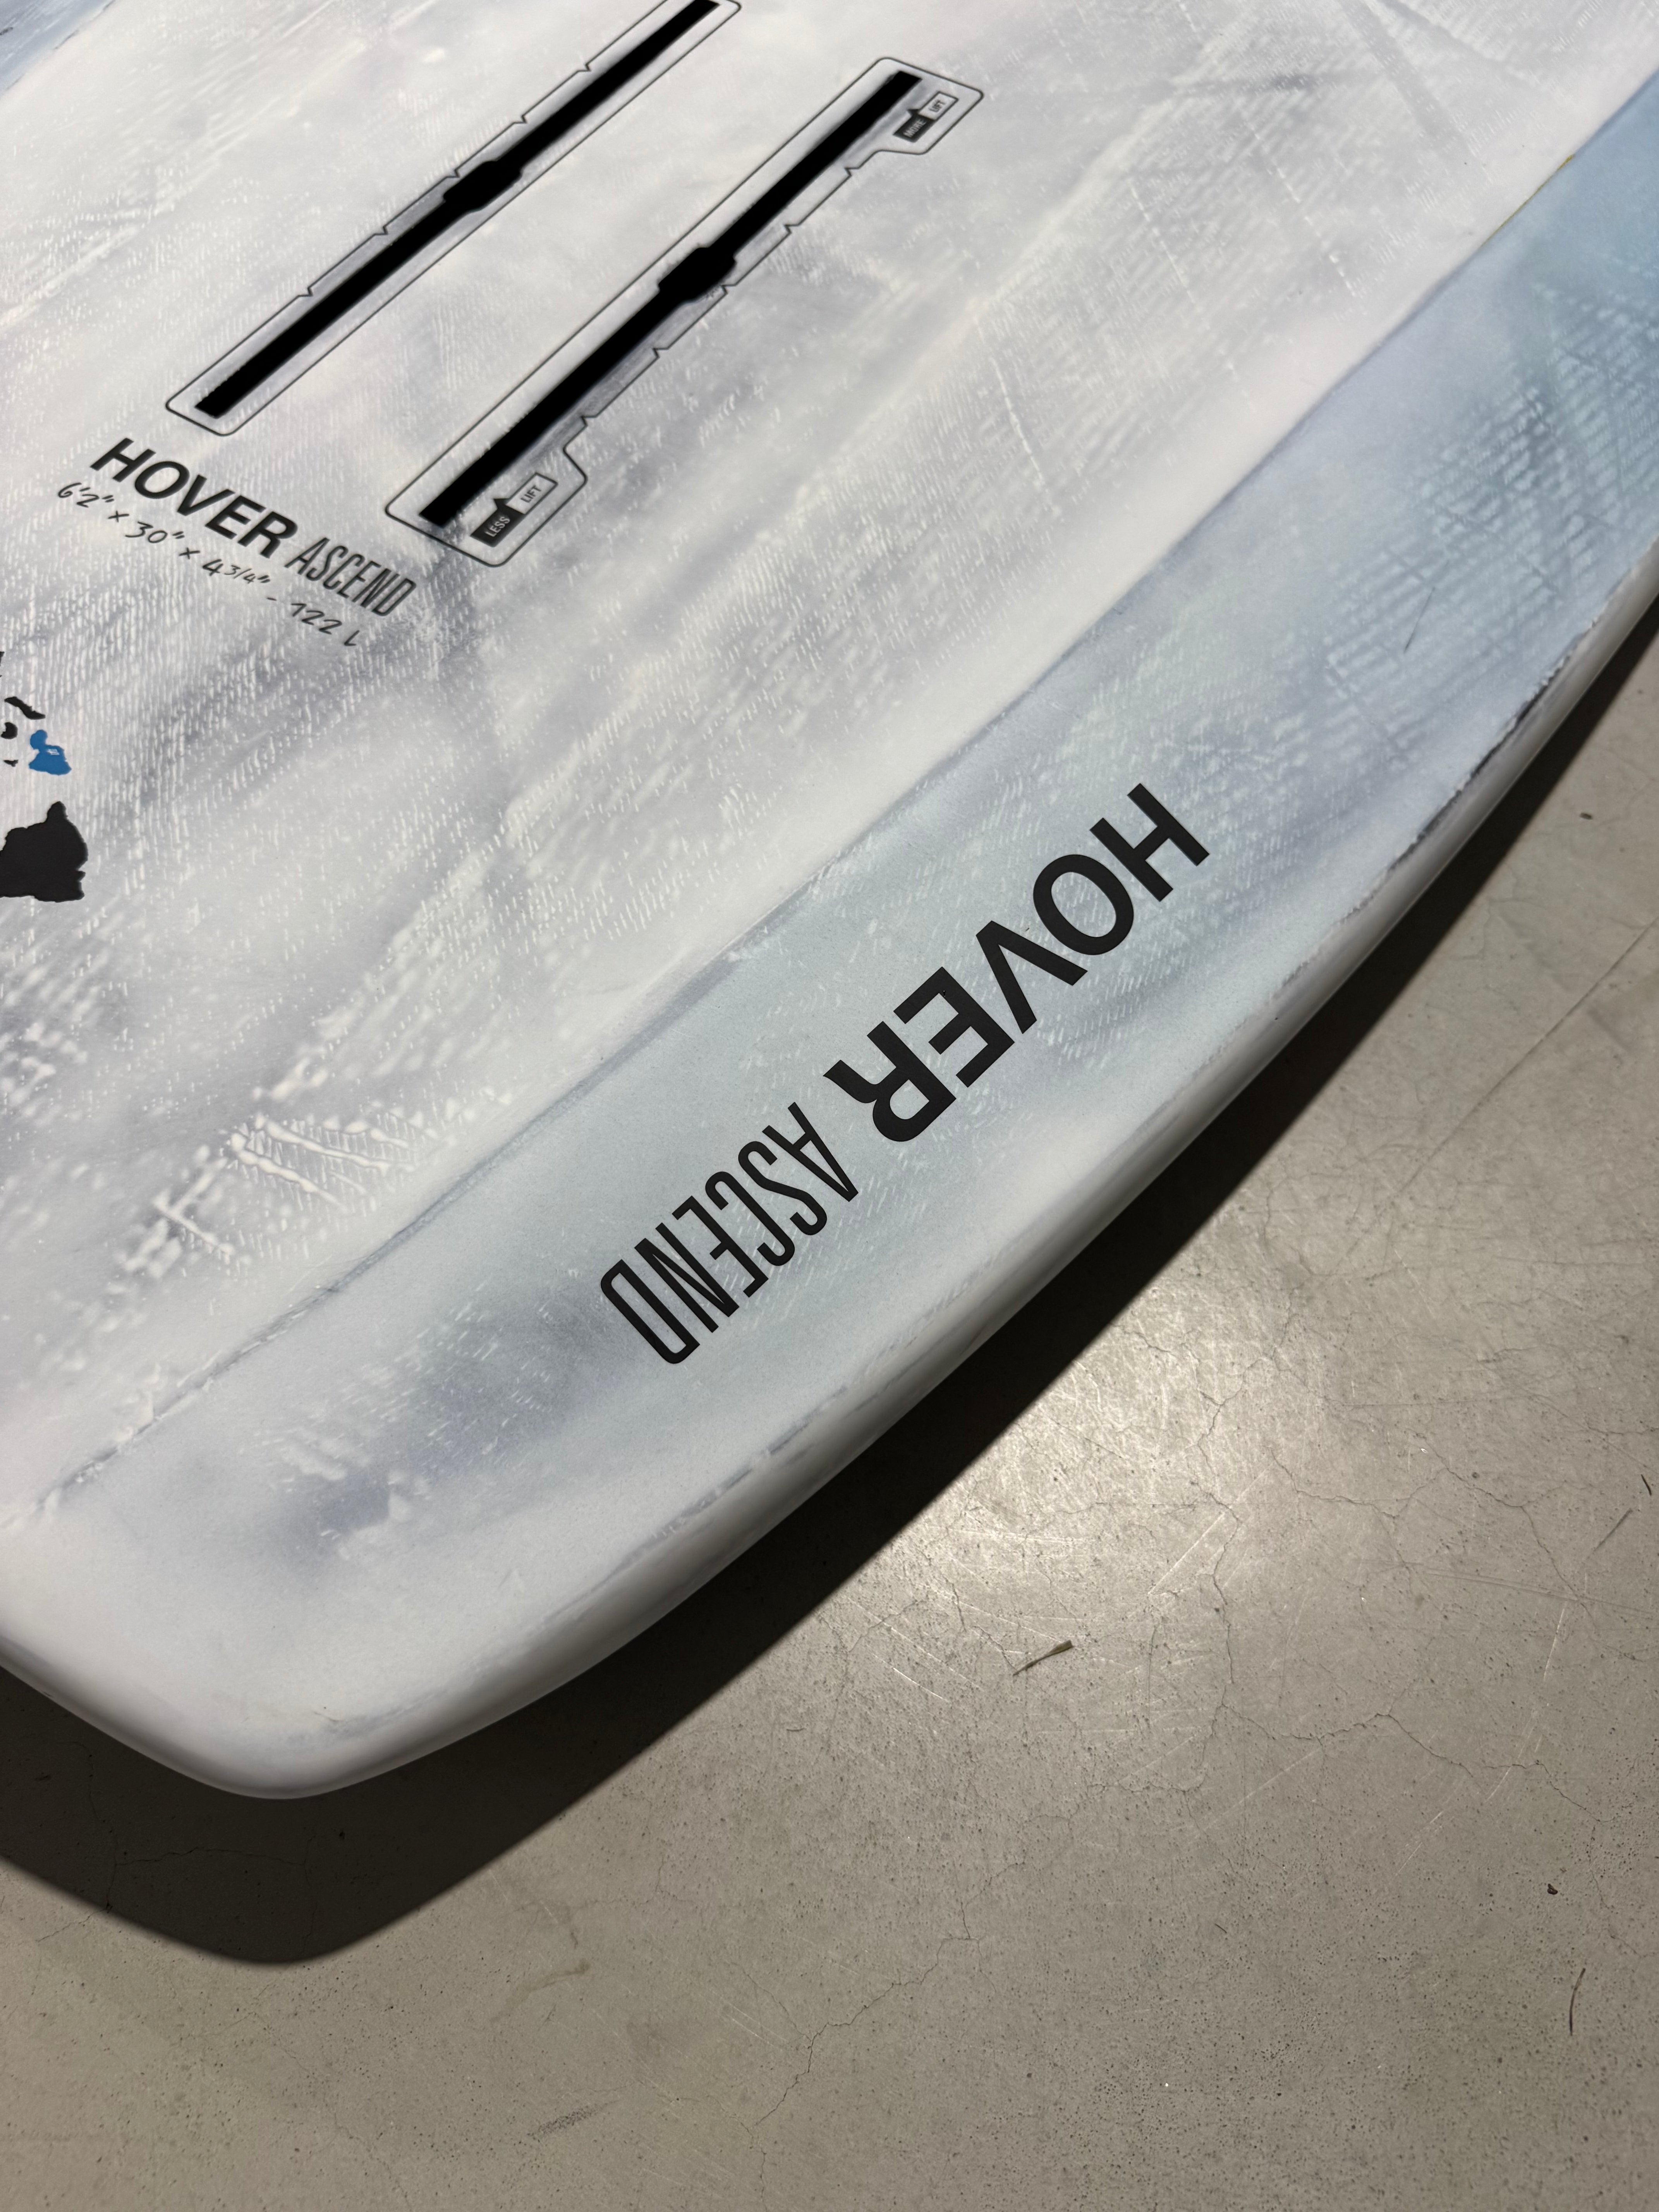 MORE LIFT
LESS LIFT
HOVER ASCEND
6'2" x 30" x 4 3/4" - 122 L
HOVER ASCEND